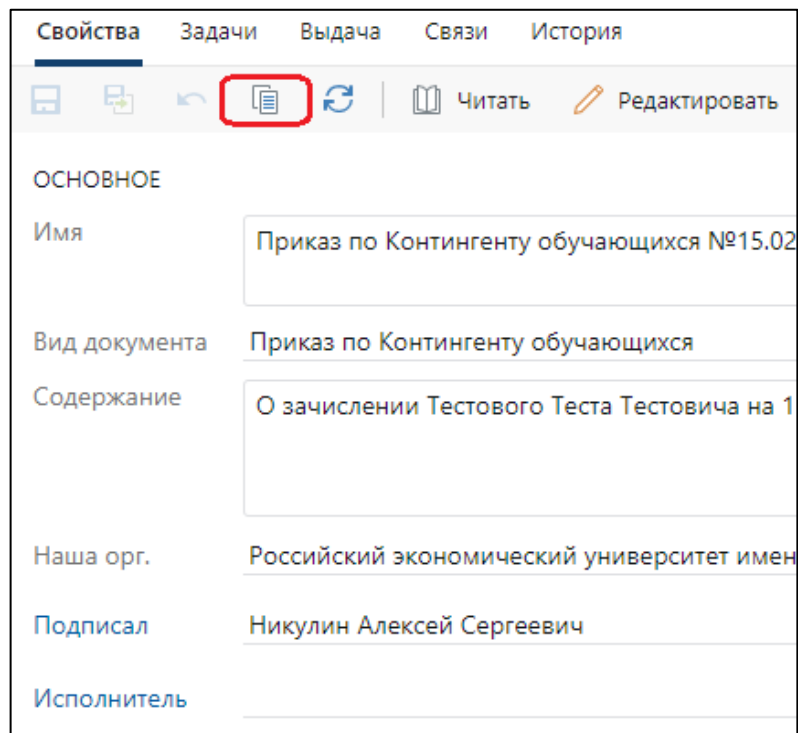 Свойства Задачи Выдача Связи История
Читать Редактировать
ОСНОВНОЕ
Имя Приказ по Контингенту обучающихся №15.02
Вид документа Приказ по Контингенту обучающихся
Содержание О зачислении Тестового Теста Тестовича на 1
Наша орг. Российский экономический университет имен
Подписал Никулин Алексей Сергеевич
Исполнитель